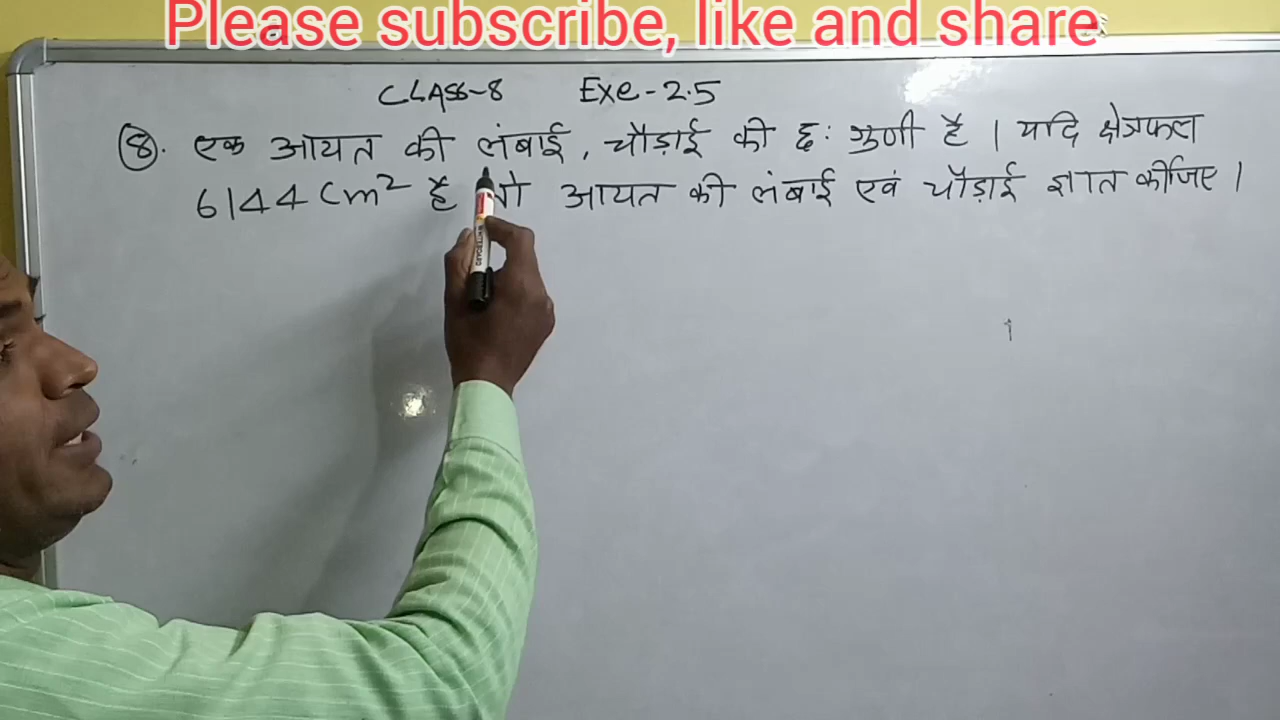 Please subscribe, like and share
CLASS-8 Exe-2.5
8. एक आयत की लंबाई, चौड़ाई की छः गुणी है। यदि क्षेत्रफल
6144 Cm² है तो आयत की लंबाई एवं चौड़ाई ज्ञात कीजिए।